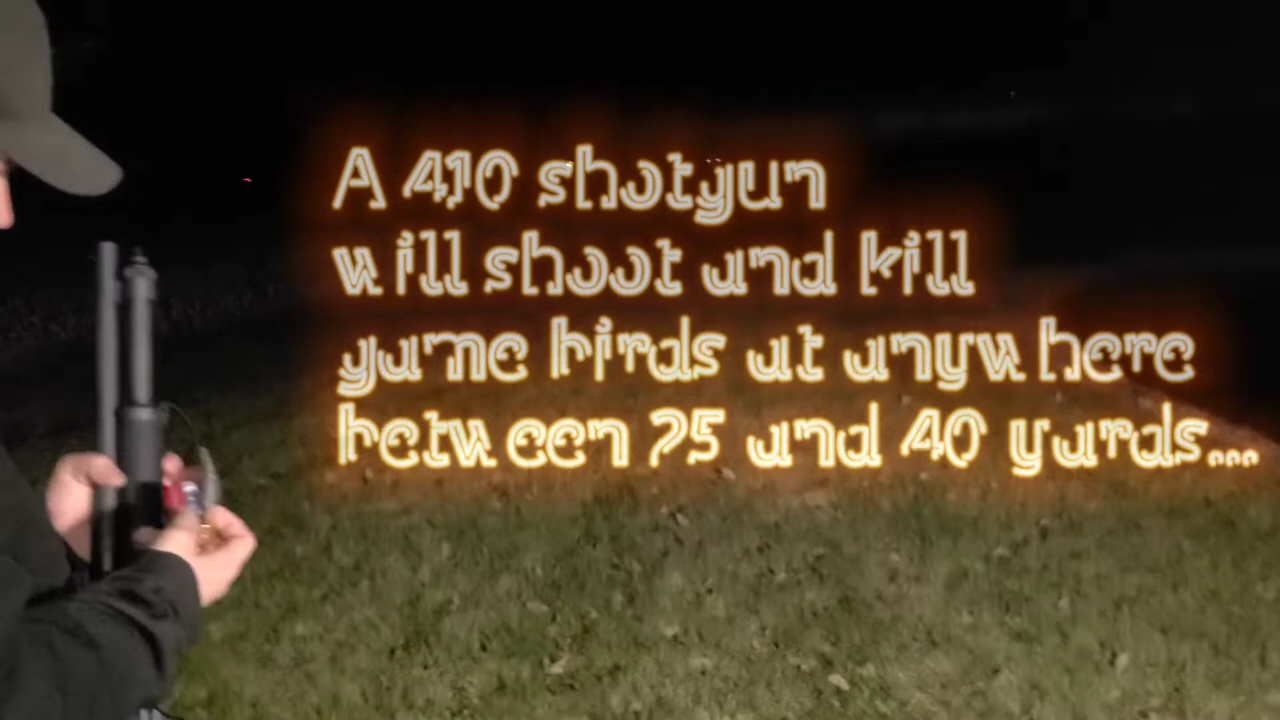 A 410 shotgun
will shoot and kill
game birds at anywhere
between 25 and 40 yards...